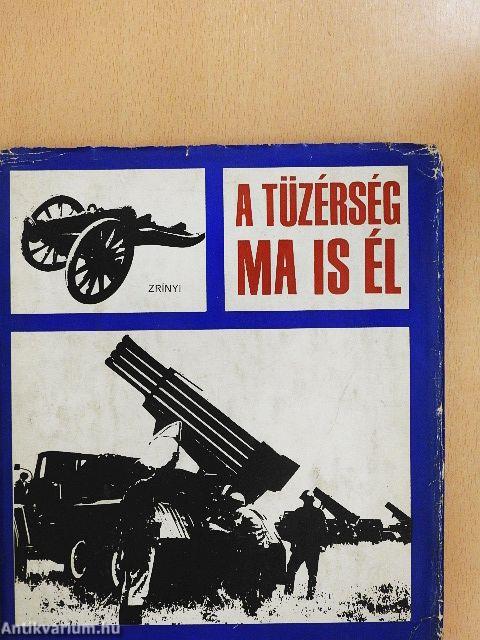 A TÜZÉRSÉG
MA IS ÉL
ZRÍNYI
Antikvarium.hu